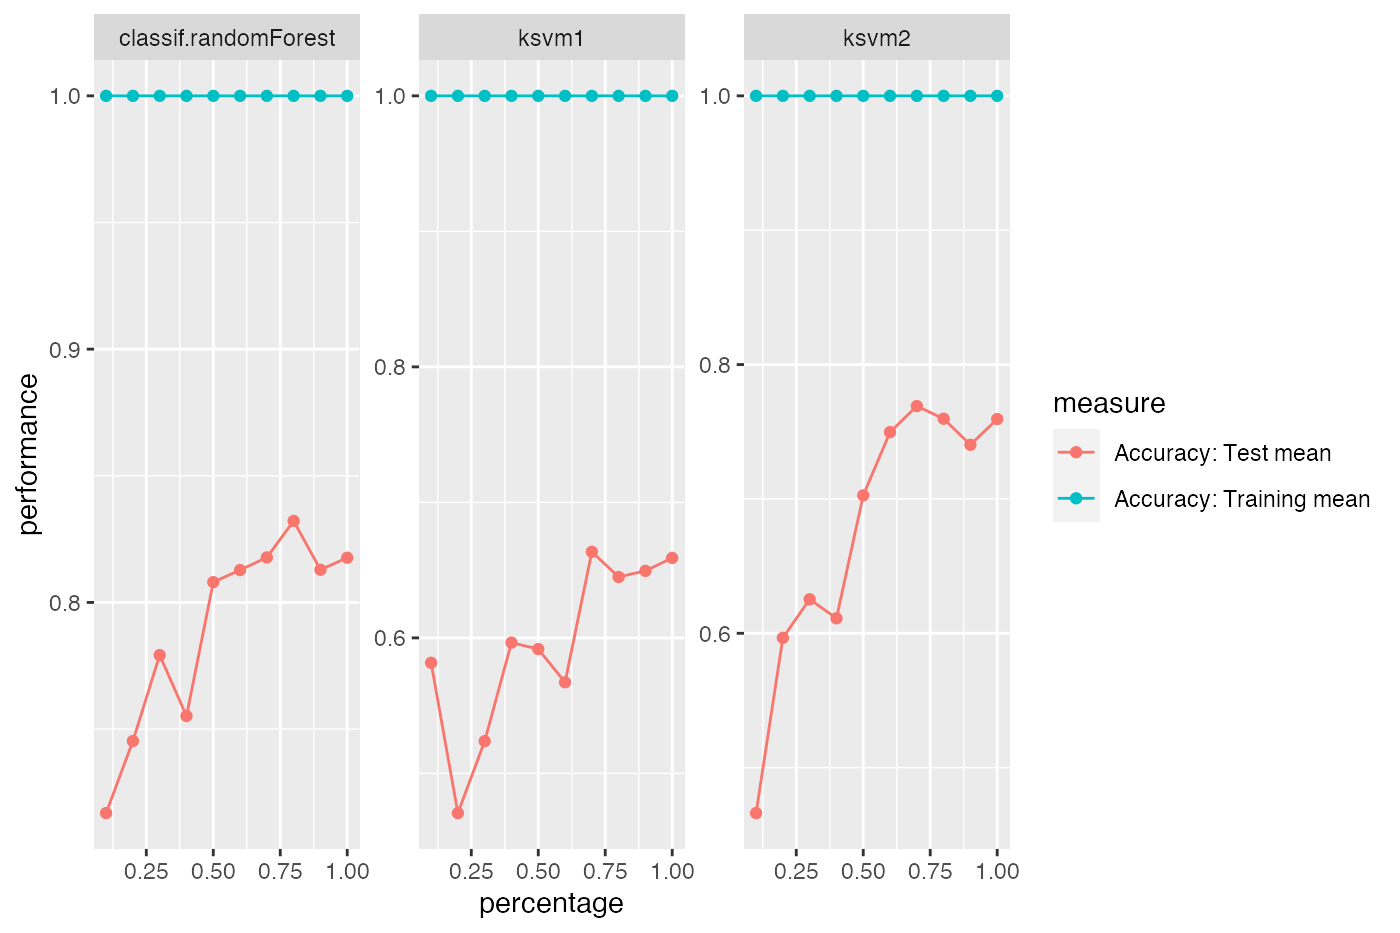 classif.randomForest
ksvm1
ksvm2
performance
1.0
0.9
0.8
1.0
0.8
0.6
1.0
0.8
0.6
0.25 0.50 0.75 1.00
0.25 0.50 0.75 1.00
0.25 0.50 0.75 1.00
percentage
measure
Accuracy: Test mean
Accuracy: Training mean